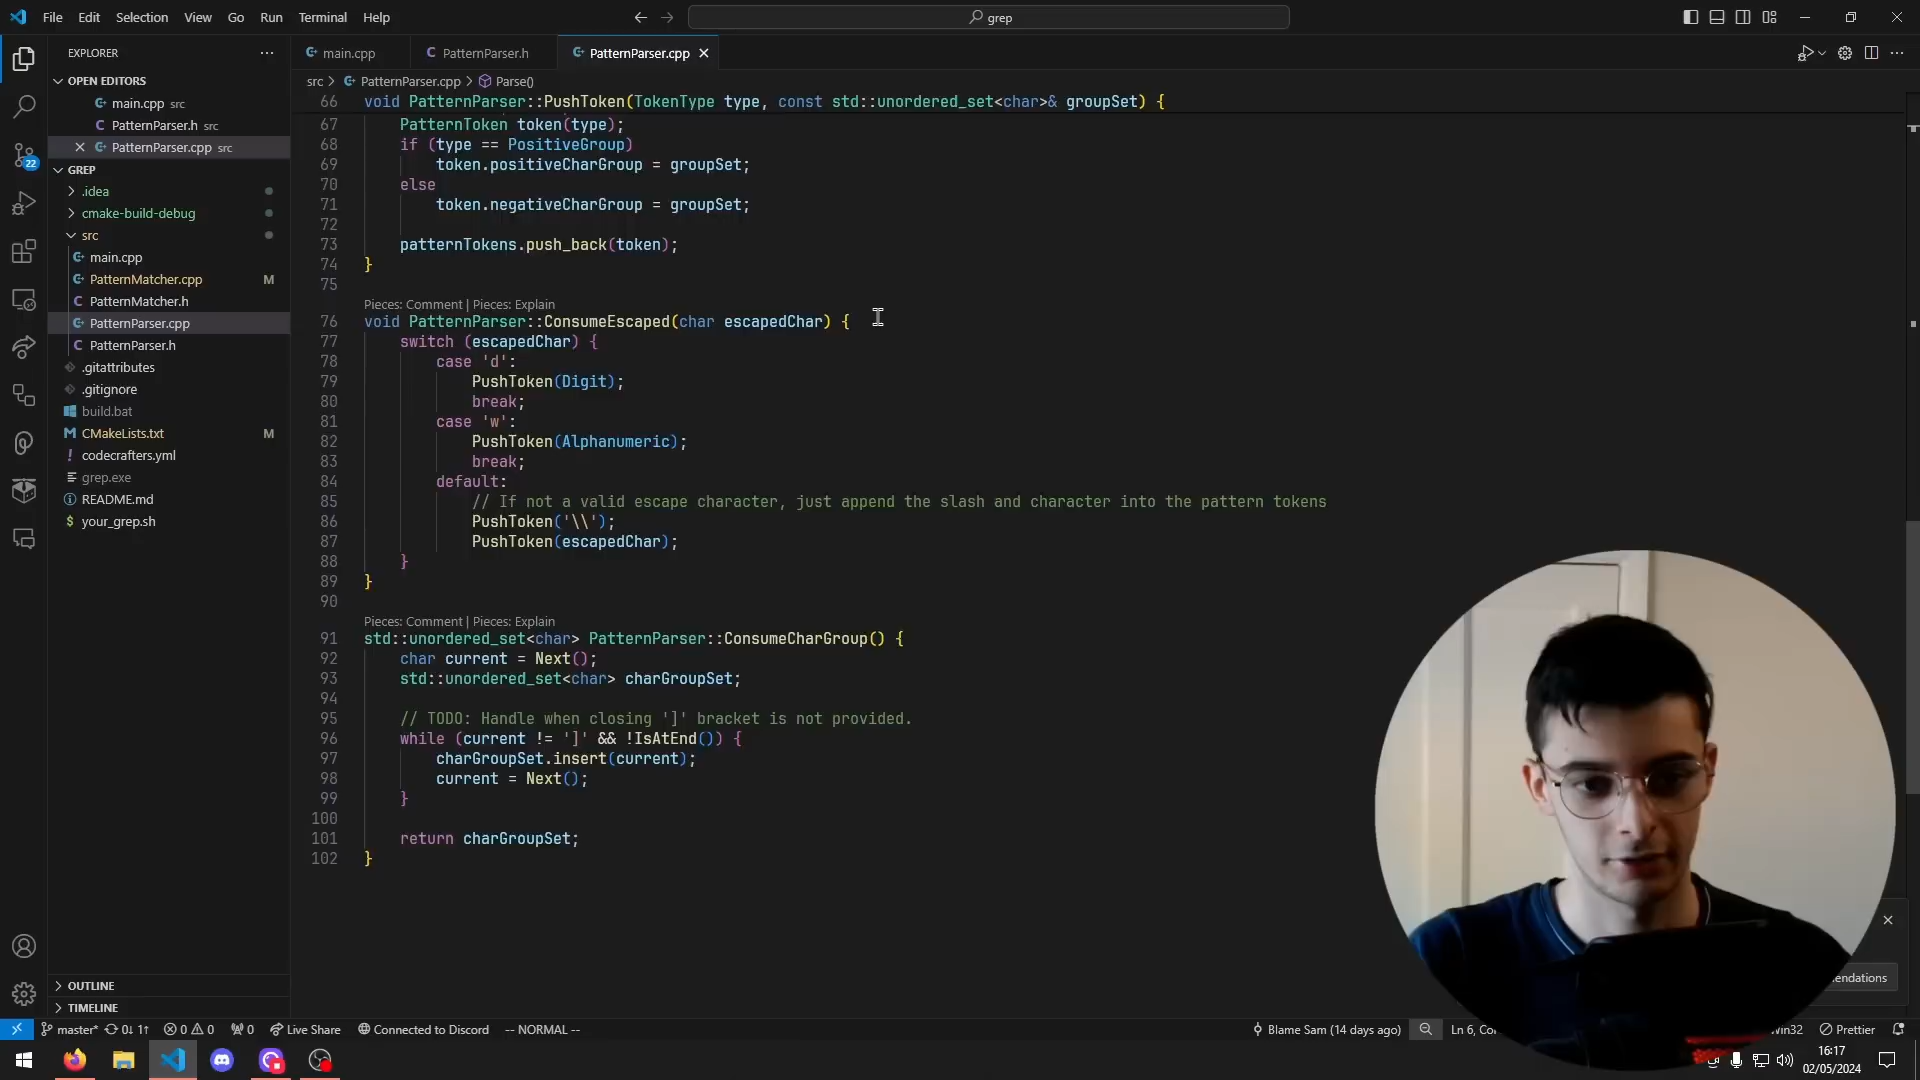 File Edit Selection View Go Run Terminal Help
grep
EXPLORER
main.cpp
PatternParser.h
PatternParser.cpp
OPEN EDITORS
main.cpp src
PatternParser.h src
PatternParser.cpp src
GREP
.idea
cmake-build-debug
src
main.cpp
PatternMatcher.cpp M
PatternMatcher.h
PatternParser.cpp
PatternParser.h
.gitattributes
.gitignore
build.bat
CMakeLists.txt M
codecrafters.yml
grep.exe
README.md
your_grep.sh
OUTLINE
TIMELINE
22
src > PatternParser.cpp > Parse()
66 void PatternParser::PushToken(TokenType type, const std::unordered_set<char>& groupSet) {
67 PatternToken token(type);
68 if (type == PositiveGroup)
69 token.positiveCharGroup = groupSet;
70 else
71 token.negativeCharGroup = groupSet;
72
73 patternTokens.push_back(token);
74 }
75
Pieces: Comment | Pieces: Explain
76 void PatternParser::ConsumeEscaped(char escapedChar) {
77 switch (escapedChar) {
78 case 'd':
79 PushToken(Digit);
80 break;
81 case 'w':
82 PushToken(Alphanumeric);
83 break;
84 default:
85 // If not a valid escape character, just append the slash and character into the pattern tokens
86 PushToken('\\');
87 PushToken(escapedChar);
88 }
89 }
90
Pieces: Comment | Pieces: Explain
91 std::unordered_set<char> PatternParser::ConsumeCharGroup() {
92 char current = Next();
93 std::unordered_set<char> charGroupSet;
94
95 // TODO: Handle when closing ']' bracket is not provided.
96 while (current != ']' && !IsAtEnd()) {
97 charGroupSet.insert(current);
98 current = Next();
99 }
100
101 return charGroupSet;
102 }
endations
master* 0↓ 1↑ 0 0 0 Live Share Connected to Discord -- NORMAL --
Blame Sam (14 days ago) Ln 6, Co Win32 Prettier
16:17
02/05/2024